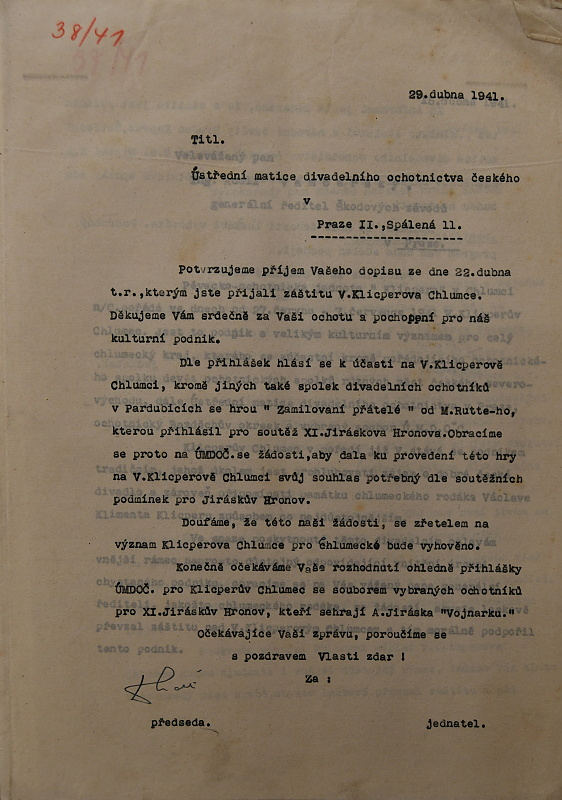 38/41
29.dubna 1941.
Titl.
Ústřední matice divadelního ochotnictva českého
v
Praze II.,Spálená 11.
Potvrzujeme příjem Vašeho dopisu ze dne 22.dubna
t.r.,kterým jste přijali záštitu V.Klicperova Chlumce.
Děkujeme Vám srdečně za Vaši ochotu a pochopení pro náš
kulturní podnik.
Dle přihlášek hlásí se k účasti na V.Klicperově
Chlumci, kromě jiných také spolek divadelních ochotníků
v Pardubicích se hrou " Zamilovaní přátelé " od M.Rutte-ho,
kterou přihlásil pro soutěž XI.Jiráskova Hronova.Obracíme
se proto na ÚMDOČ.se žádostí,aby dala ku provedení této hry
na V.Klicperově Chlumci svůj souhlas potřebný dle soutěžních
podmínek pro Jiráskův Hronov.
Doufáme, že této naší žádosti, se zřetelem na
význam Klicperova Chlumce pro Chlumecké bude vyhověno.
Konečně očekáváme Vaše rozhodnutí ohledně přihlášky
ÚMDOČ. pro Klicperův Chlumec se souborem vybraných ochotníků
pro XI.Jiráskův Hronov, kteří sehrají A.Jiráska "Vojnarku."
Očekávajíce Vaši zprávu, poroučíme se
s pozdravem Vlasti zdar !
Za :
předseda.
jednatel.